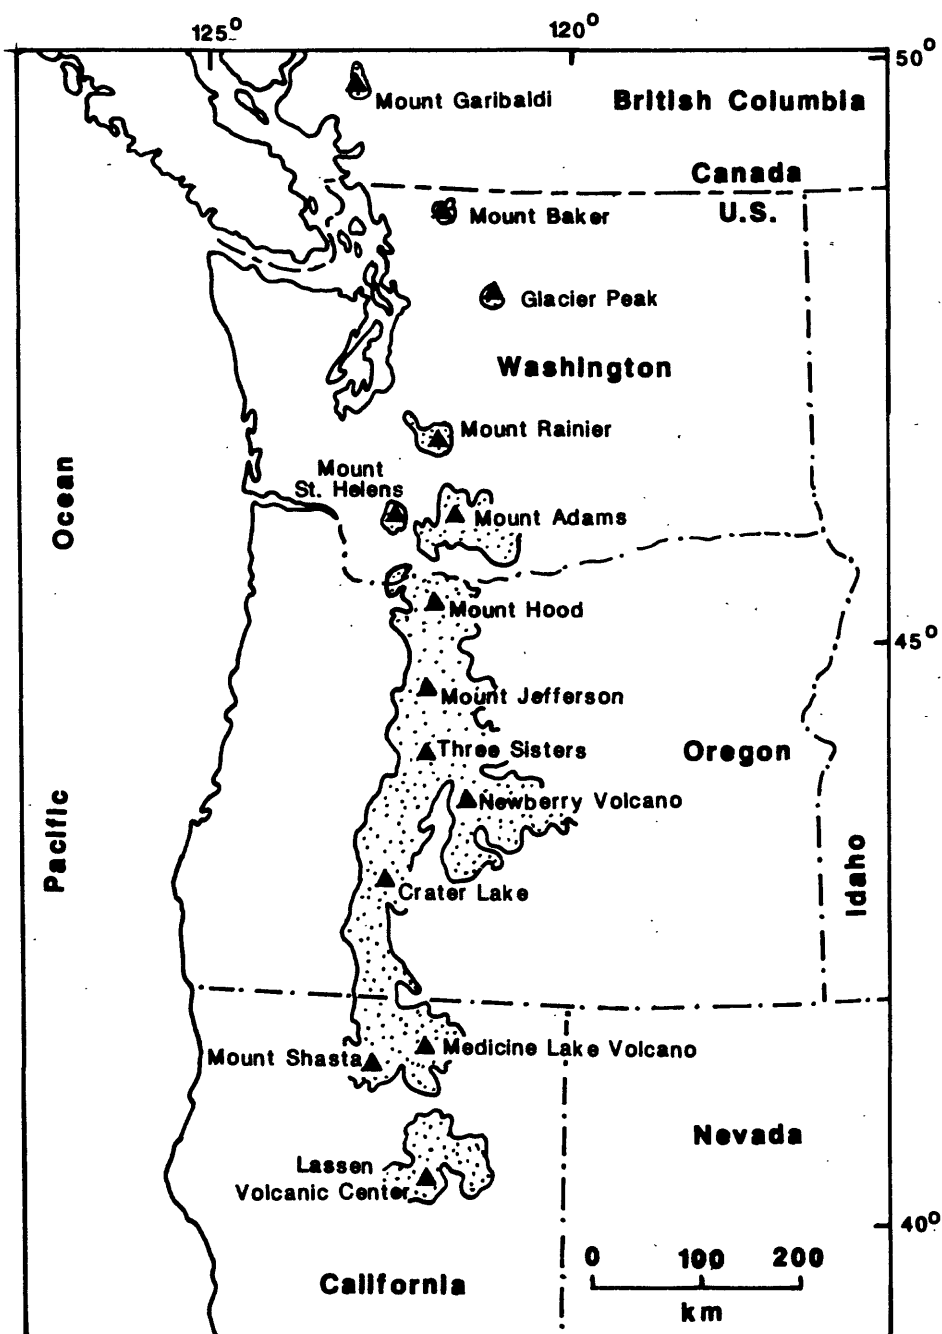 125°
120°
50°
Mount Garibaldi
British Columbia
Canada
U.S.
Mount Baker
Glacier Peak
Washington
Mount Rainier
Mount
St. Helens
Mount Adams
Ocean
Mount Hood
45°
Mount Jefferson
Three Sisters
Oregon
Newberry Volcano
Pacific
Idaho
Crater Lake
Medicine Lake Volcano
Mount Shasta
Nevada
Lassen
Volcanic Center
40°
0 100 200
km
California